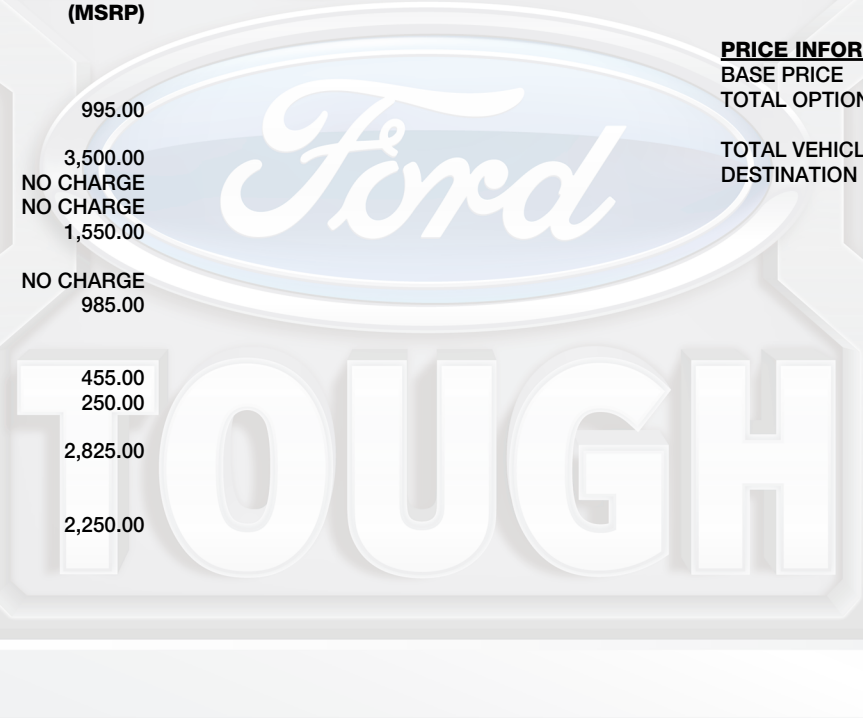 (MSRP)
995.00
3,500.00
NO CHARGE
NO CHARGE
1,550.00
NO CHARGE
985.00
455.00
250.00
2,825.00
2,250.00
PRICE INFOR
BASE PRICE
TOTAL OPTION
TOTAL VEHICL
DESTINATION
Ford
TOUGH